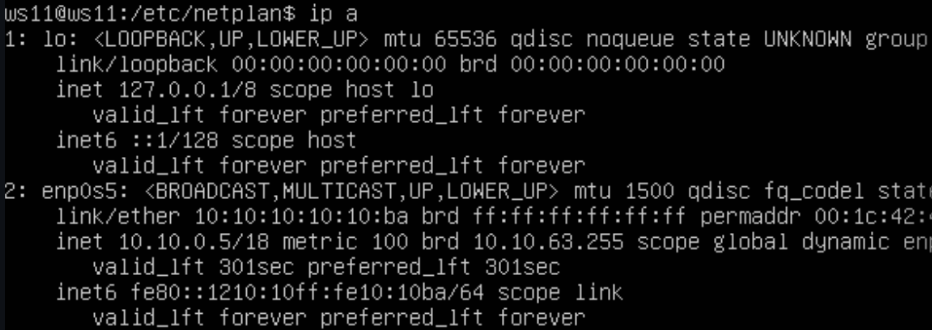 ws11@ws11:/etc/netplan$ ip a
1: lo: <LOOPBACK,UP,LOWER_UP> mtu 65536 qdisc noqueue state UNKNOWN group
link/loopback 00:00:00:00:00:00 brd 00:00:00:00:00:00
inet 127.0.0.1/8 scope host lo
valid_lft forever preferred_lft forever
inet6 ::1/128 scope host
valid_lft forever preferred_lft forever
2: enp0s5: <BROADCAST,MULTICAST,UP,LOWER_UP> mtu 1500 qdisc fq_codel state
link/ether 10:10:10:10:10:ba brd ff:ff:ff:ff:ff:ff permaddr 00:1c:42:
inet 10.10.0.5/18 metric 100 brd 10.10.63.255 scope global dynamic enp
valid_lft 301sec preferred_lft 301sec
inet6 fe80::1210:10ff:fe10:10ba/64 scope link
valid_lft forever preferred_lft forever